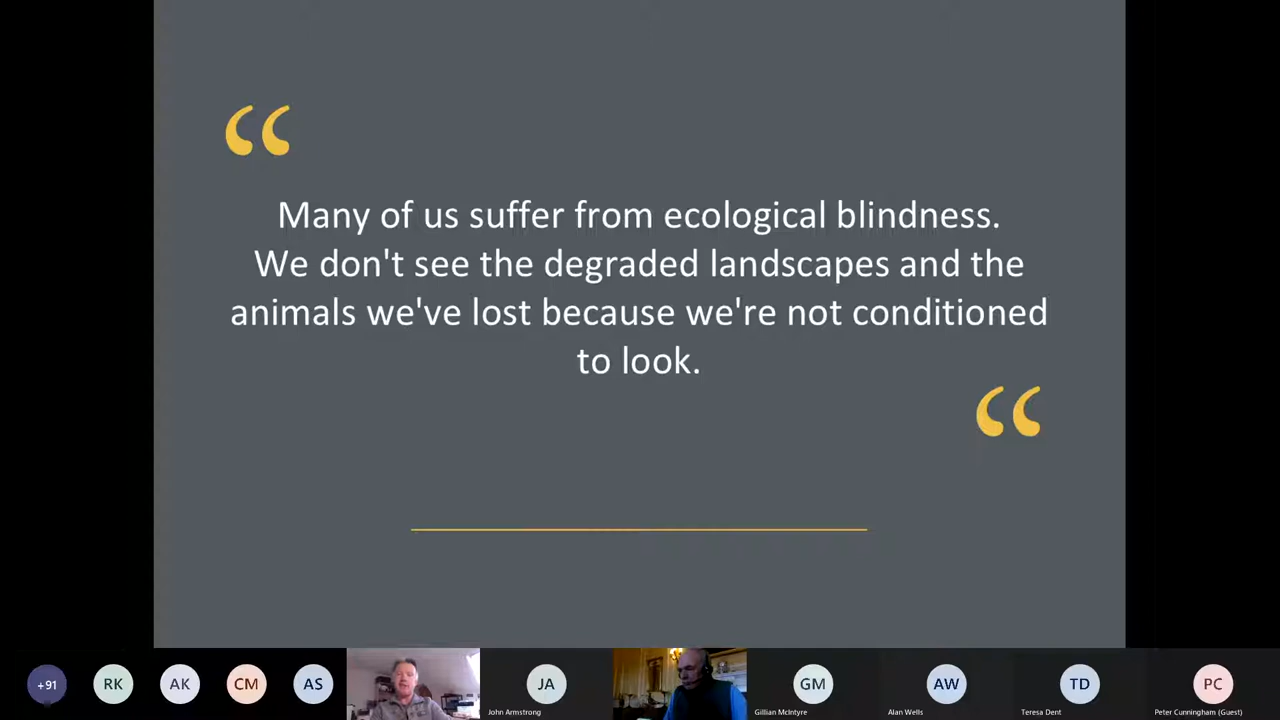 “
Many of us suffer from ecological blindness.
We don't see the degraded landscapes and the
animals we've lost because we're not conditioned
to look.
“
+91
RK
AK
CM
AS
JA
John Armstrong
GM
Gillian McIntyre
AW
Alan Wells
TD
Teresa Dent
PC
Peter Cunningham (Guest)